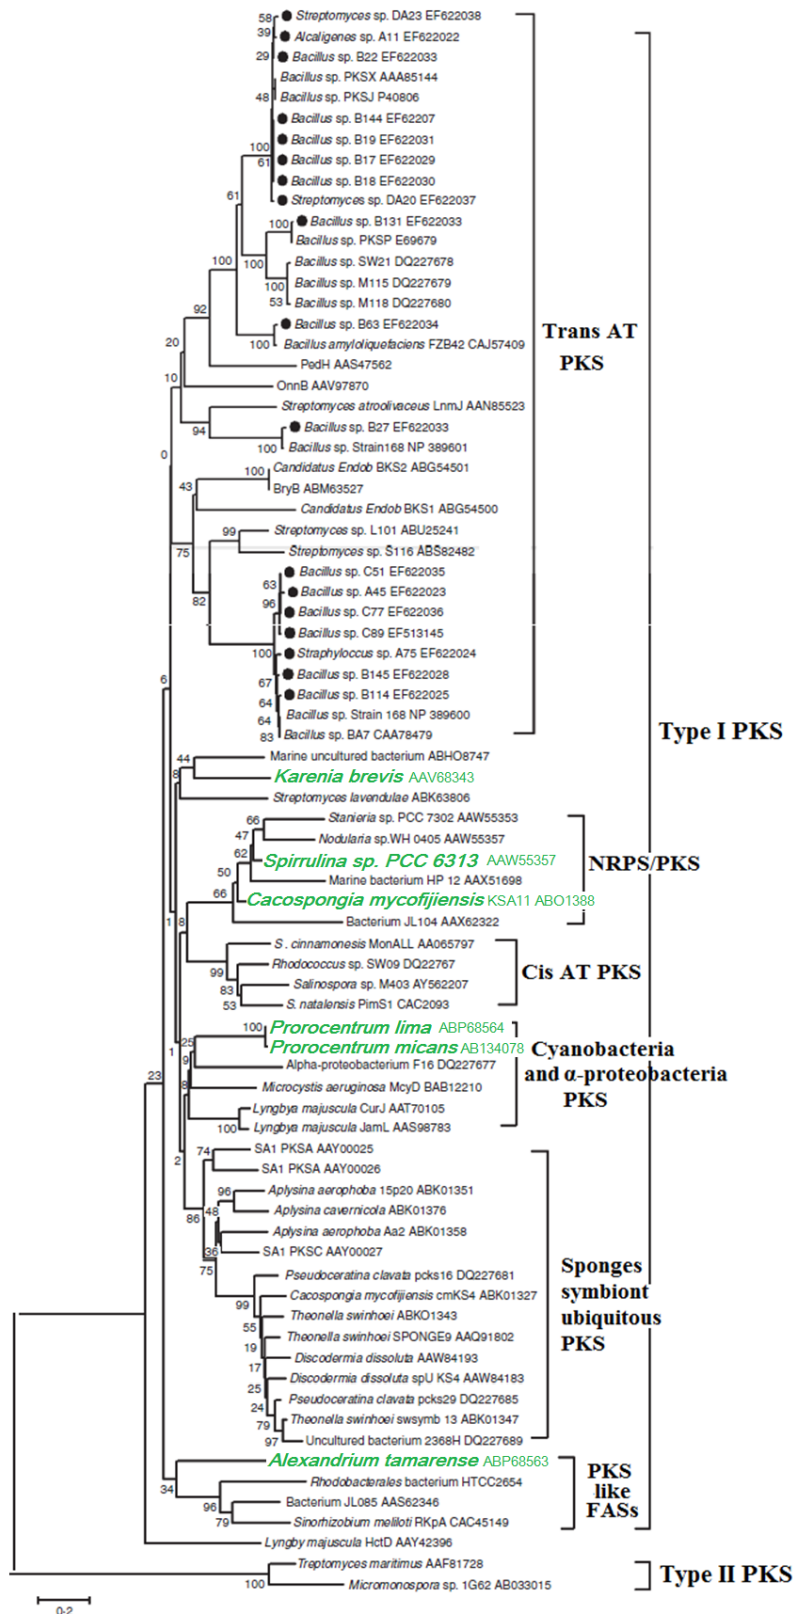 58 Streptomyces sp. DA23 EF622038
39 Alcaligenes sp. A11 EF622022
29 Bacillus sp. B22 EF622033
Bacillus sp. PKSX AAA85144
48 Bacillus sp. PKSJ P40806
Bacillus sp. B144 EF62207
Bacillus sp. B19 EF622031
100
61 Bacillus sp. B17 EF622029
Bacillus sp. B18 EF622030
61 Streptomyces sp. DA20 EF622037
100 Bacillus sp. B131 EF622033
Bacillus sp. PKSP E69679
100 100 Bacillus sp. SW21 DQ227678
100 Bacillus sp. M115 DQ227679
53 Bacillus sp. M118 DQ227680
92 Bacillus sp. B63 EF622034
Trans AT
PKS
20 100 Bacillus amyloliquefaciens FZB42 CAJ57409
PedH AAS47562
10 OnnB AAV97870
Streptomyces atroolivaceus LnmJ AAN85523
94 Bacillus sp. B27 EF622033
0 100 Bacillus sp. Strain168 NP 389601
100 Candidatus Endob BKS2 ABG54501
43 BryB ABM63527
Candidatus Endob BKS1 ABG54500
99 Streptomyces sp. L101 ABU25241
75 Streptomyces sp. S116 ABS82482
Bacillus sp. C51 EF622035
63 Bacillus sp. A45 EF622023
82 96 Bacillus sp. C77 EF622036
Bacillus sp. C89 EF513145
100 Straphyloccus sp. A75 EF622024
6 67 Bacillus sp. B145 EF622028
64 Bacillus sp. B114 EF622025
64 Bacillus sp. Strain 168 NP 389600
83 Bacillus sp. BA7 CAA78479
Type I PKS
44 Marine uncultured bacterium ABHO8747
8 Karenia brevis AAV68343
Streptomyces lavendulae ABK63806
66 Stanieria sp. PCC 7302 AAW55353
47 Nodularia sp.WH 0405 AAW55357
62 Spirrulina sp. PCC 6313 AAW55357
NRPS/PKS
50 Marine bacterium HP 12 AAX51698
66 Cacospongia mycofijiensis KSA11 ABO1388
1 8 Bacterium JL104 AAX62322
S. cinnamonesis MonALL AA065797
99 Rhodococcus sp. SW09 DQ22767
Cis AT PKS
83 Salinospora sp. M403 AY562207
53 S. natalensis PimS1 CAC2093
100 Prorocentrum lima ABP68564
1 25 Prorocentrum micans AB134078
Cyanobacteria
and α-proteobacteria
PKS
9 Alpha-proteobacterium F16 DQ227677
23 8 Microcystis aeruginosa McyD BAB12210
Lyngbya majuscula CurJ AAT70105
100 Lyngbya majuscula JamL AAS98783
2 74 SA1 PKSA AAY00025
SA1 PKSA AAY00026
96 Aplysina aerophoba 15p20 ABK01351
86 48 Aplysina cavernicola ABK01376
Aplysina aerophoba Aa2 ABK01358
36 SA1 PKSC AAY00027
75 Pseudoceratina clavata pcks16 DQ227681
99 Cacospongia mycofijiensis cmKS4 ABK01327
Sponges
symbiont
ubiquitous
PKS
Theonella swinhoei ABKO1343
55 Theonella swinhoei SPONGE9 AAQ91802
19 Discodermia dissoluta AAW84193
17 Discodermia dissoluta spU KS4 AAW84183
25 Pseudoceratina clavata pcks29 DQ227685
24 Theonella swinhoei swsymb 13 ABK01347
79
97 Uncultured bacterium 2368H DQ227689
Alexandrium tamarense ABP68563
34 Rhodobacterales bacterium HTCC2654
PKS
like
FASs
96 Bacterium JL085 AAS62346
79 Sinorhizobium meliloti RKpA CAC45149
Lyngby majuscula HctD AAY42396
Treptomyces maritimus AAF81728
Type II PKS
100 Micromonospora sp. 1G62 AB033015
0-2